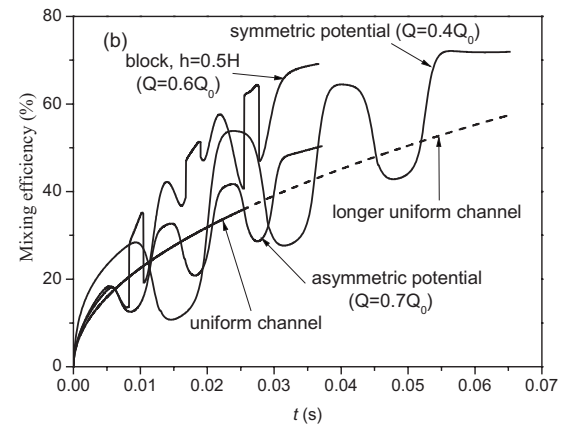 80
60
40
20
0
Mixing efficiency (%)
(b)
symmetric potential (Q=0.4Q₀)
block, h=0.5H
(Q=0.6Q₀)
longer uniform channel
asymmetric potential
(Q=0.7Q₀)
uniform channel
0.00 0.01 0.02 0.03 0.04 0.05 0.06 0.07
t (s)